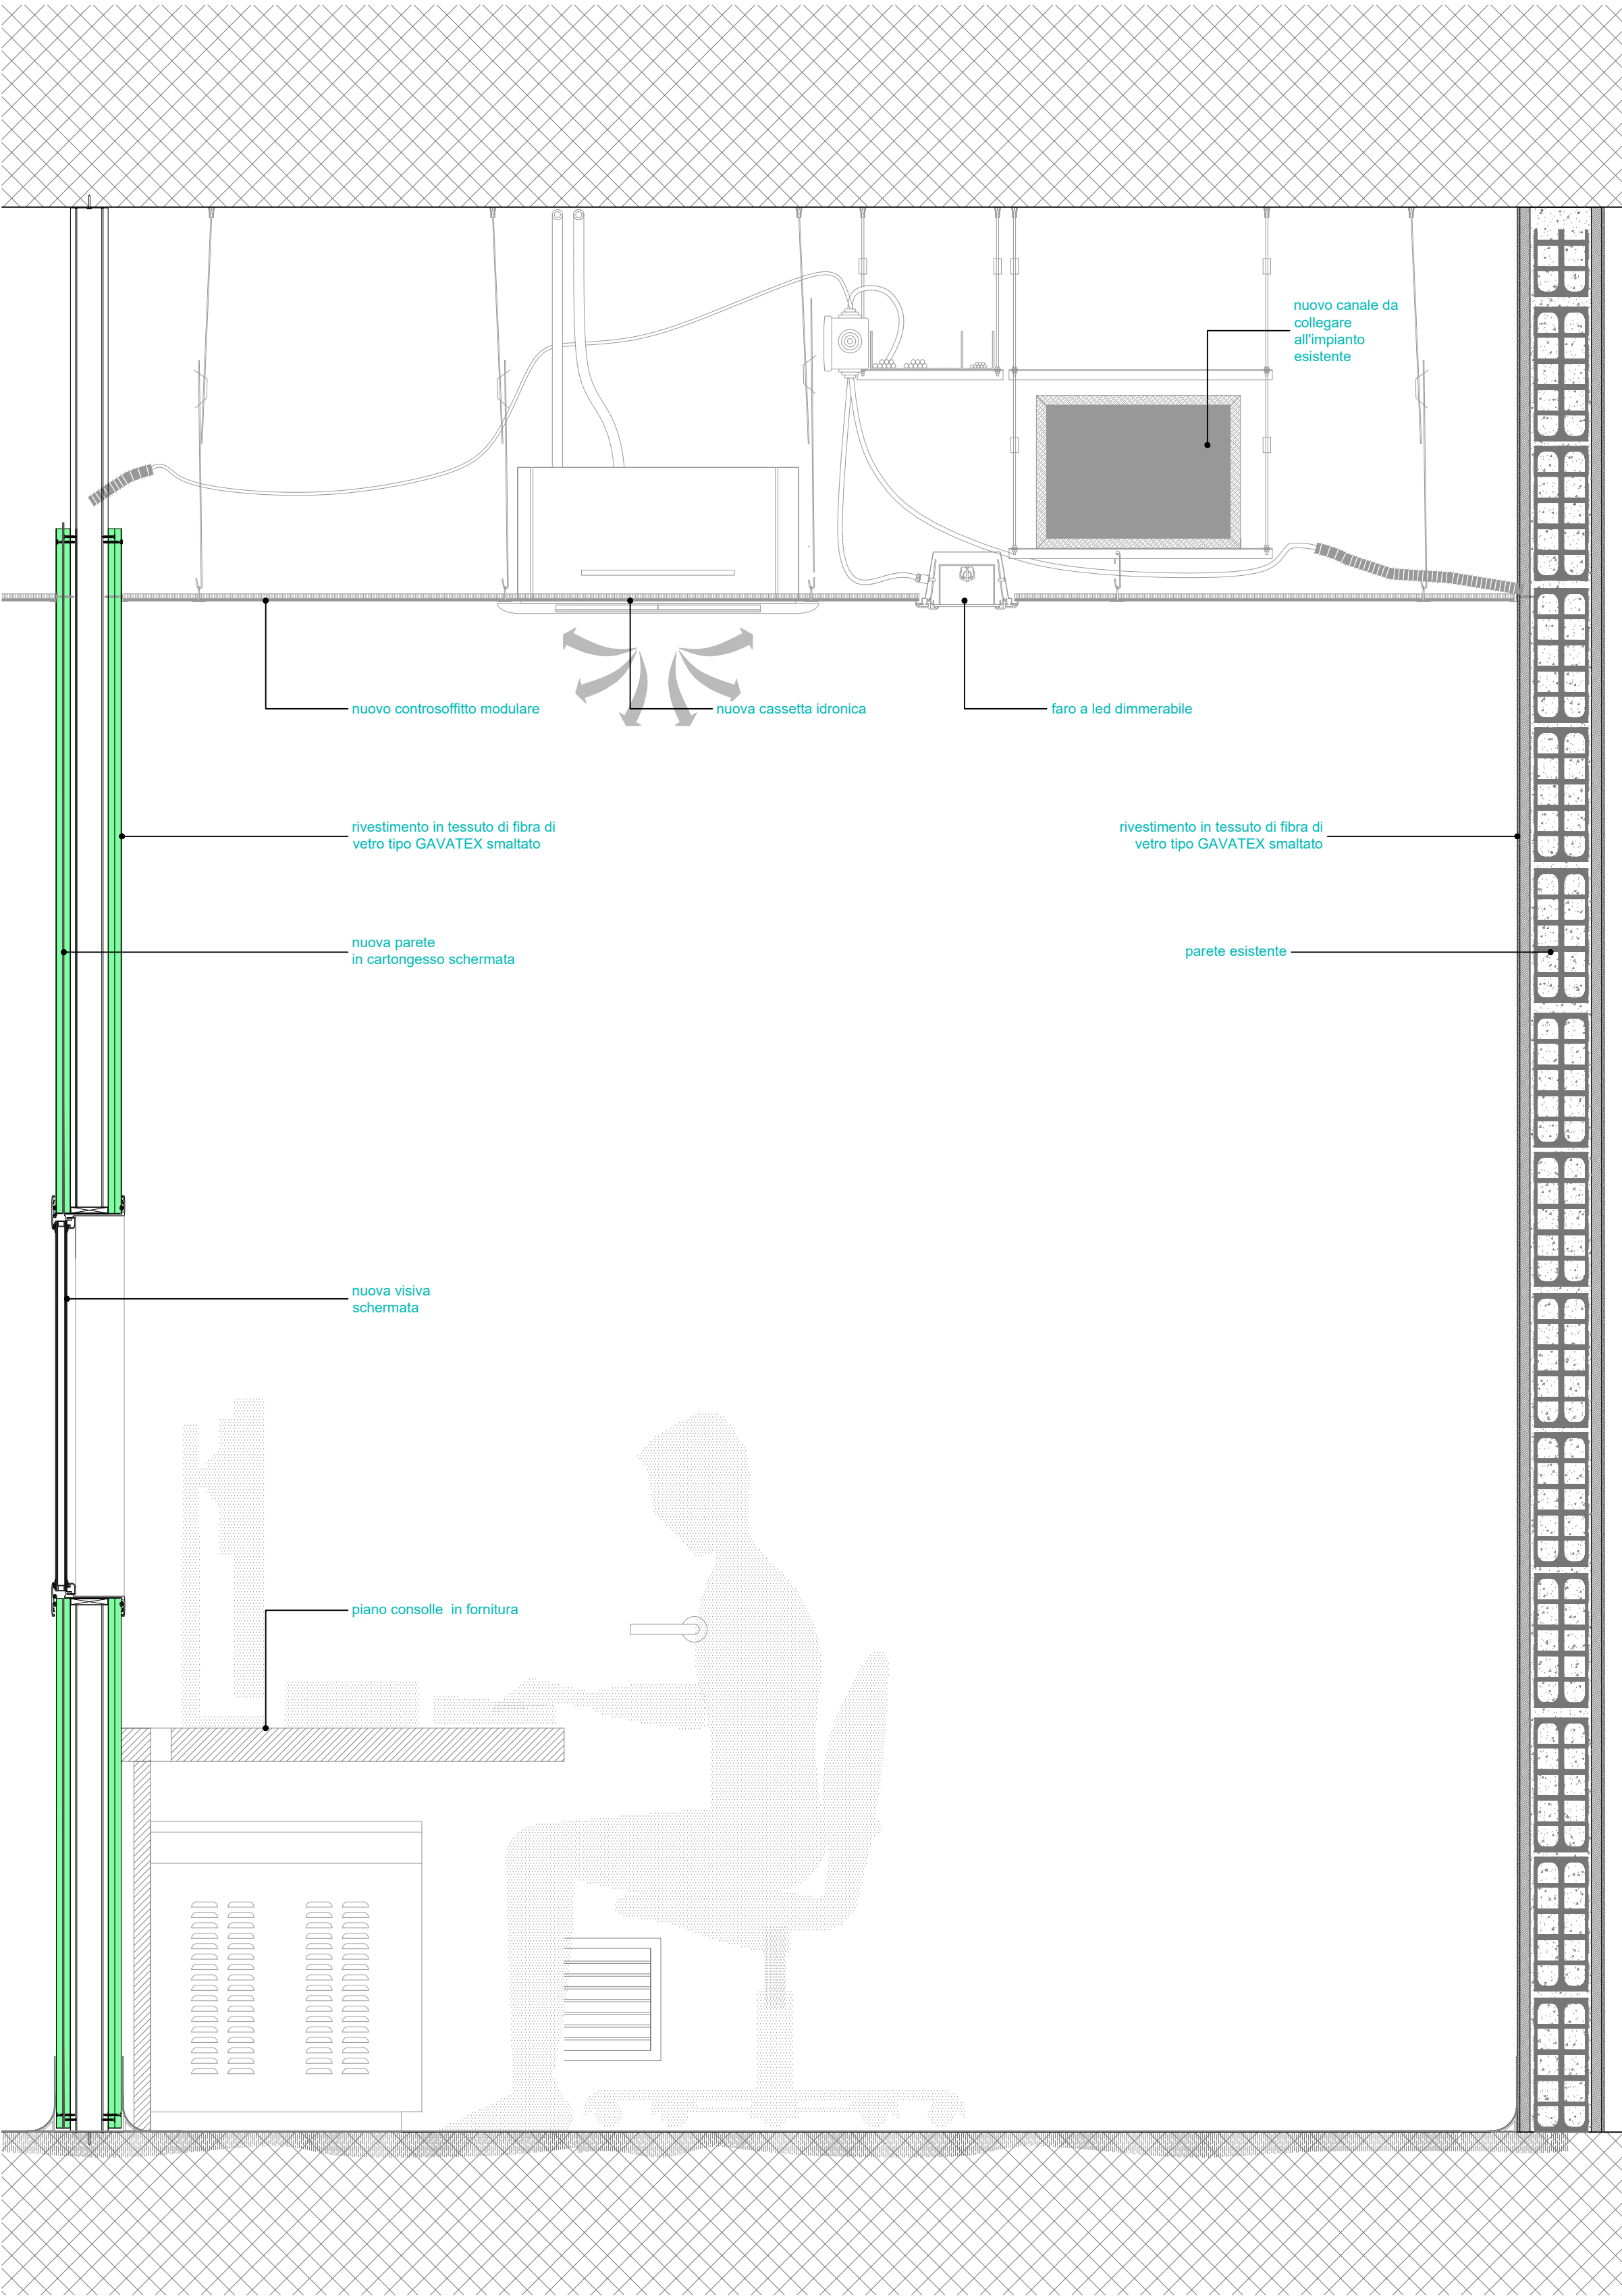 nuovo canale da
collegare
all'impianto
esistente
nuovo controsoffitto modulare
nuova cassetta idronica
faro a led dimmerabile
rivestimento in tessuto di fibra di
vetro tipo GAVATEX smaltato
rivestimento in tessuto di fibra di
vetro tipo GAVATEX smaltato
nuova parete
in cartongesso schermata
parete esistente
nuova visiva
schermata
piano consolle  in fornitura